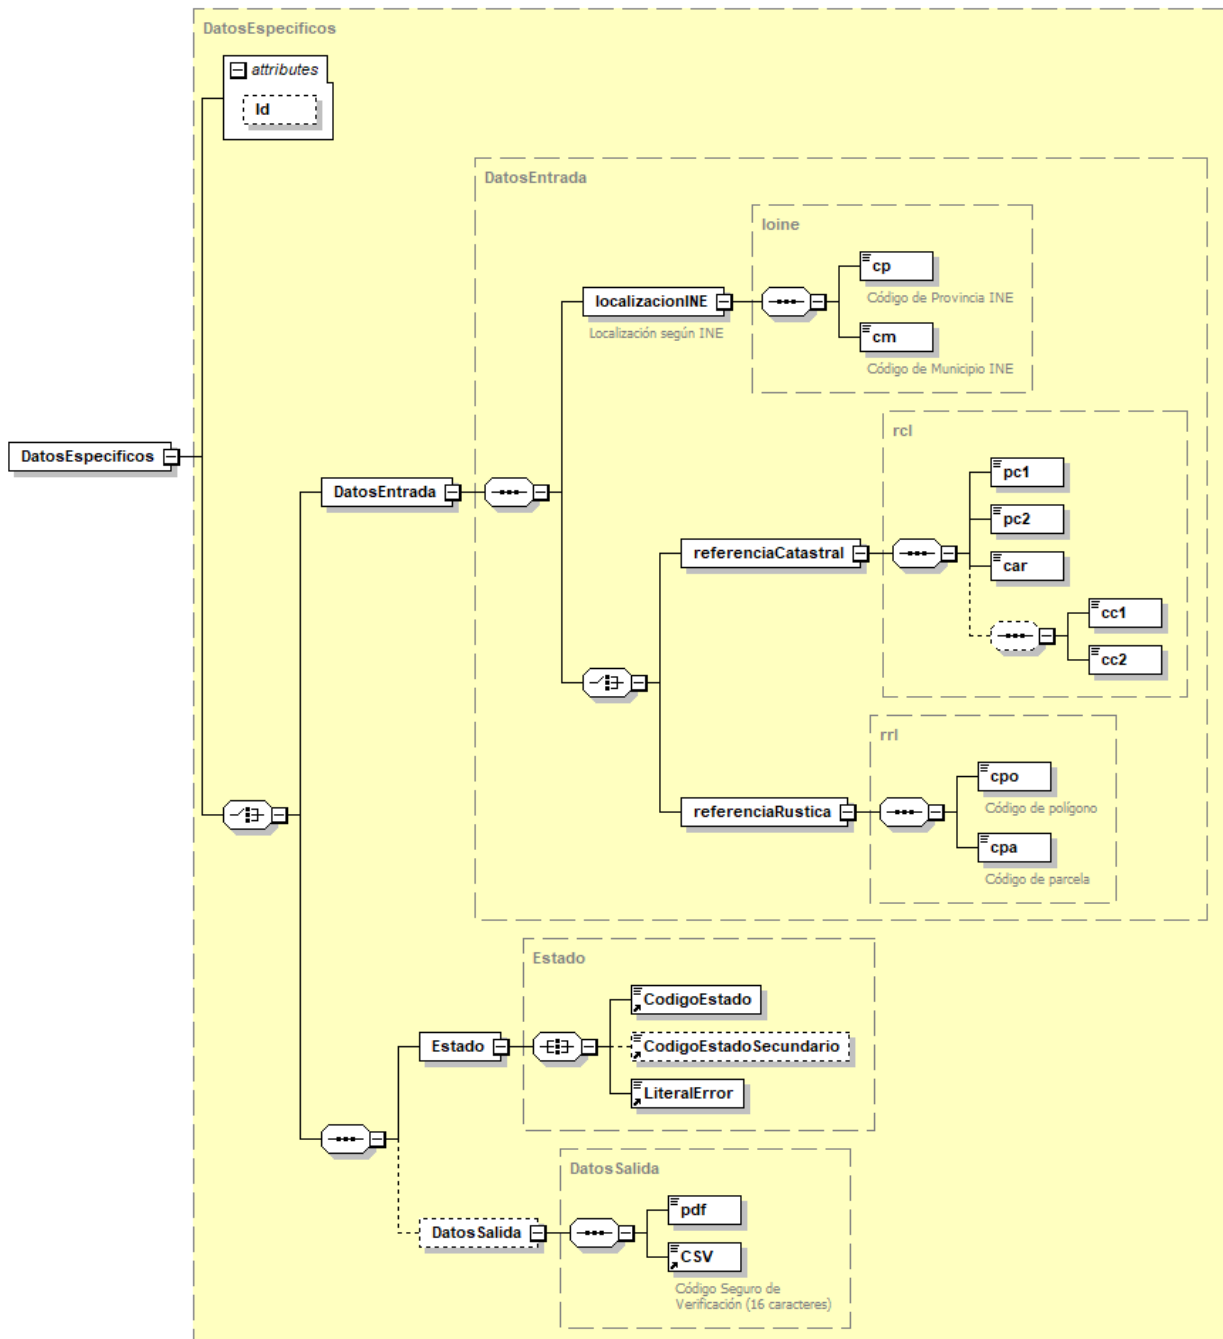 DatosEspecificos
attributes
Id
DatosEntrada
loine
cp
Código de Provincia INE
localizacionINE
Localización según INE
cm
Código de Municipio INE
rcl
DatosEspecificos
pc1
DatosEntrada
pc2
referenciaCatastral
car
cc1
cc2
rrl
cpo
Código de polígono
referenciaRustica
cpa
Código de parcela
Estado
CodigoEstado
Estado
CodigoEstadoSecundario
LiteralError
DatosSalida
pdf
DatosSalida
CSV
Código Seguro de
Verificación (16 caracteres)